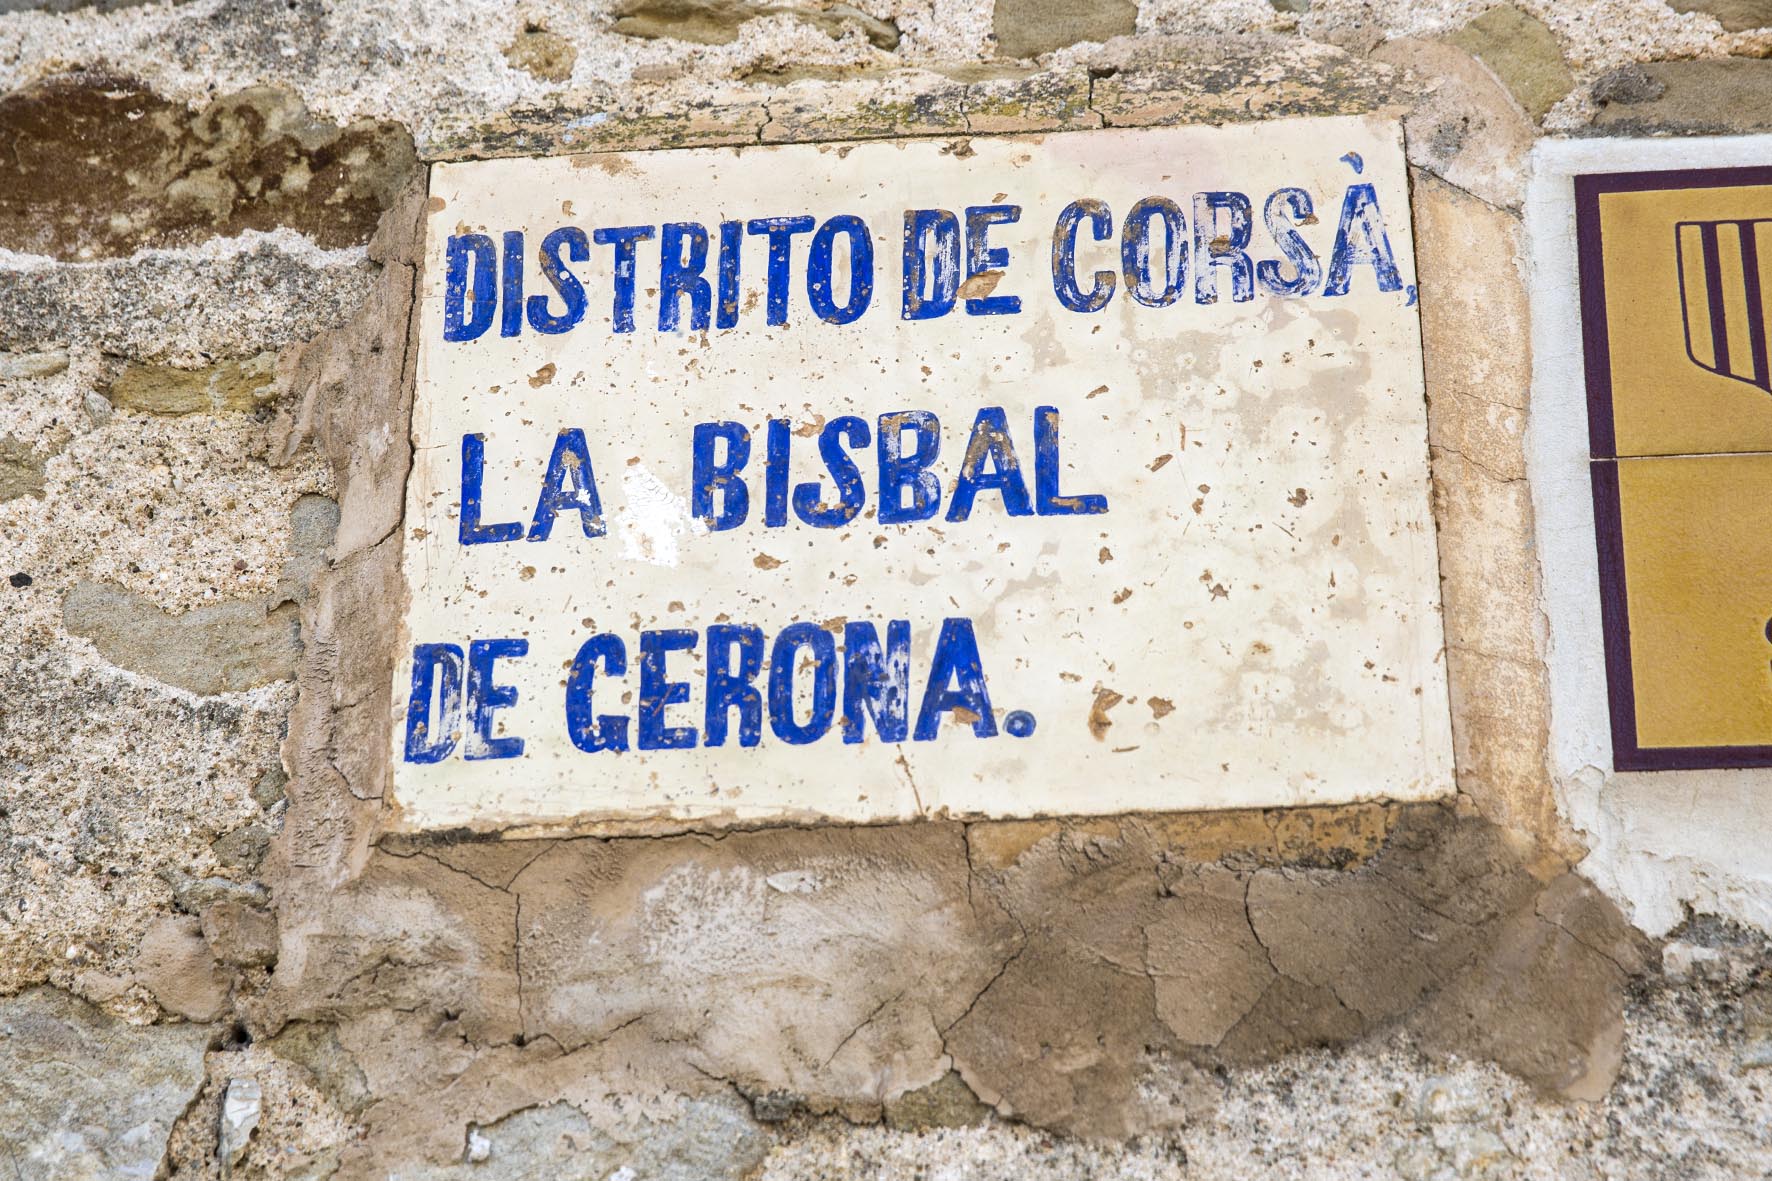 DISTRITO DE CORSÀ,
LA BISBAL
DE GERONA.